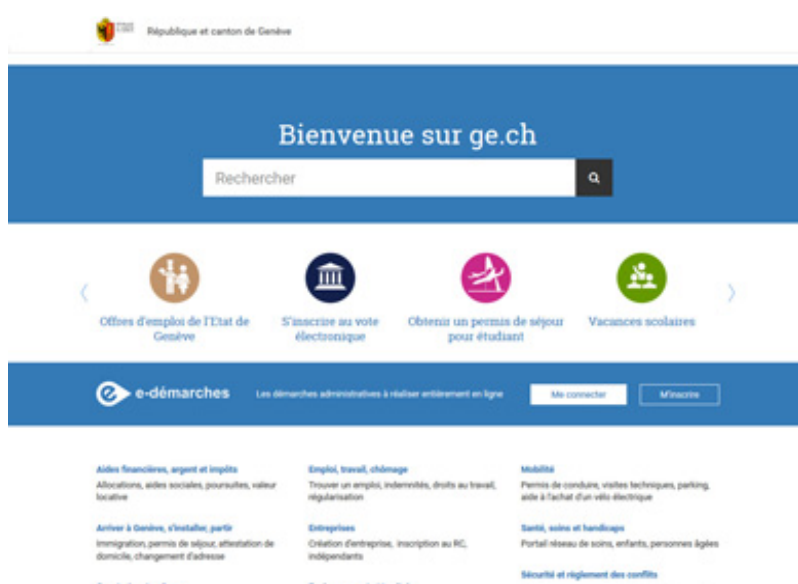 République et canton de Genève
Bienvenue sur ge.ch
Rechercher
Offres d'emploi de l'Etat de
Genève
S'inscrire au vote
électronique
Obtenir un permis de séjour
pour étudiant
Vacances scolaires
e-démarches
Les démarches administratives à réaliser entièrement en ligne
Me connecter
M'inscrire
Aides financières, argent et impôts
Allocations, aides sociales, poursuites, valeur
locative
Emploi, travail, chômage
Trouver un emploi, indemnités, droits au travail,
régularisation
Mobilité
Permis de conduire, visites techniques, parking,
aide à l'achat d'un vélo électrique
Arriver à Genève, s'installer, partir
Immigration, permis de séjour, attestation de
domicile, changement d'adresse
Entreprises
Création d'entreprise, inscription au RC,
indépendants
Santé, soins et handicaps
Portail réseau de soins, enfants, personnes âgées
Sécurité et règlement des conflits